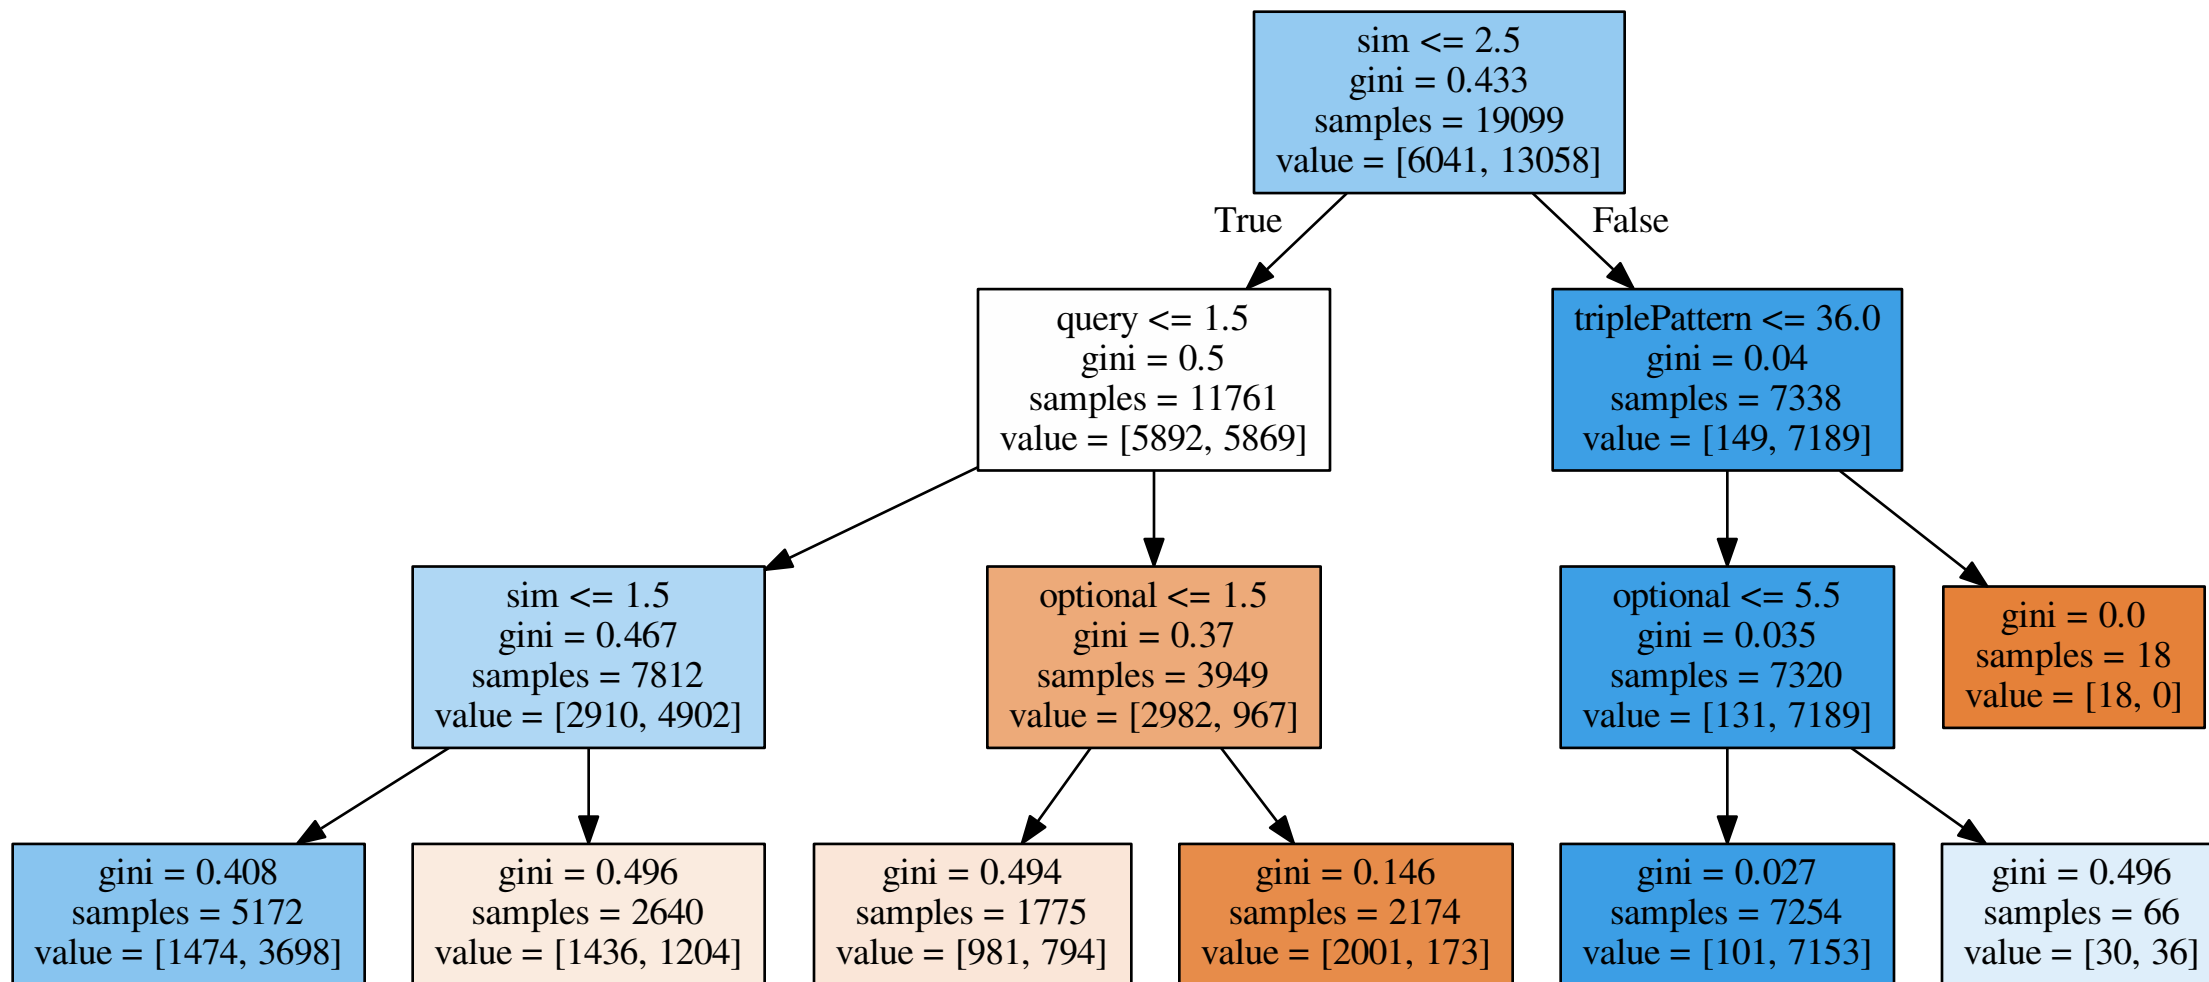 sim <= 2.5
gini = 0.433
samples = 19099
value = [6041, 13058]
True
False
query <= 1.5
gini = 0.5
samples = 11761
value = [5892, 5869]
triplePattern <= 36.0
gini = 0.04
samples = 7338
value = [149, 7189]
sim <= 1.5
gini = 0.467
samples = 7812
value = [2910, 4902]
optional <= 1.5
gini = 0.37
samples = 3949
value = [2982, 967]
optional <= 5.5
gini = 0.035
samples = 7320
value = [131, 7189]
gini = 0.0
samples = 18
value = [18, 0]
gini = 0.408
samples = 5172
value = [1474, 3698]
gini = 0.496
samples = 2640
value = [1436, 1204]
gini = 0.494
samples = 1775
value = [981, 794]
gini = 0.146
samples = 2174
value = [2001, 173]
gini = 0.027
samples = 7254
value = [101, 7153]
gini = 0.496
samples = 66
value = [30, 36]